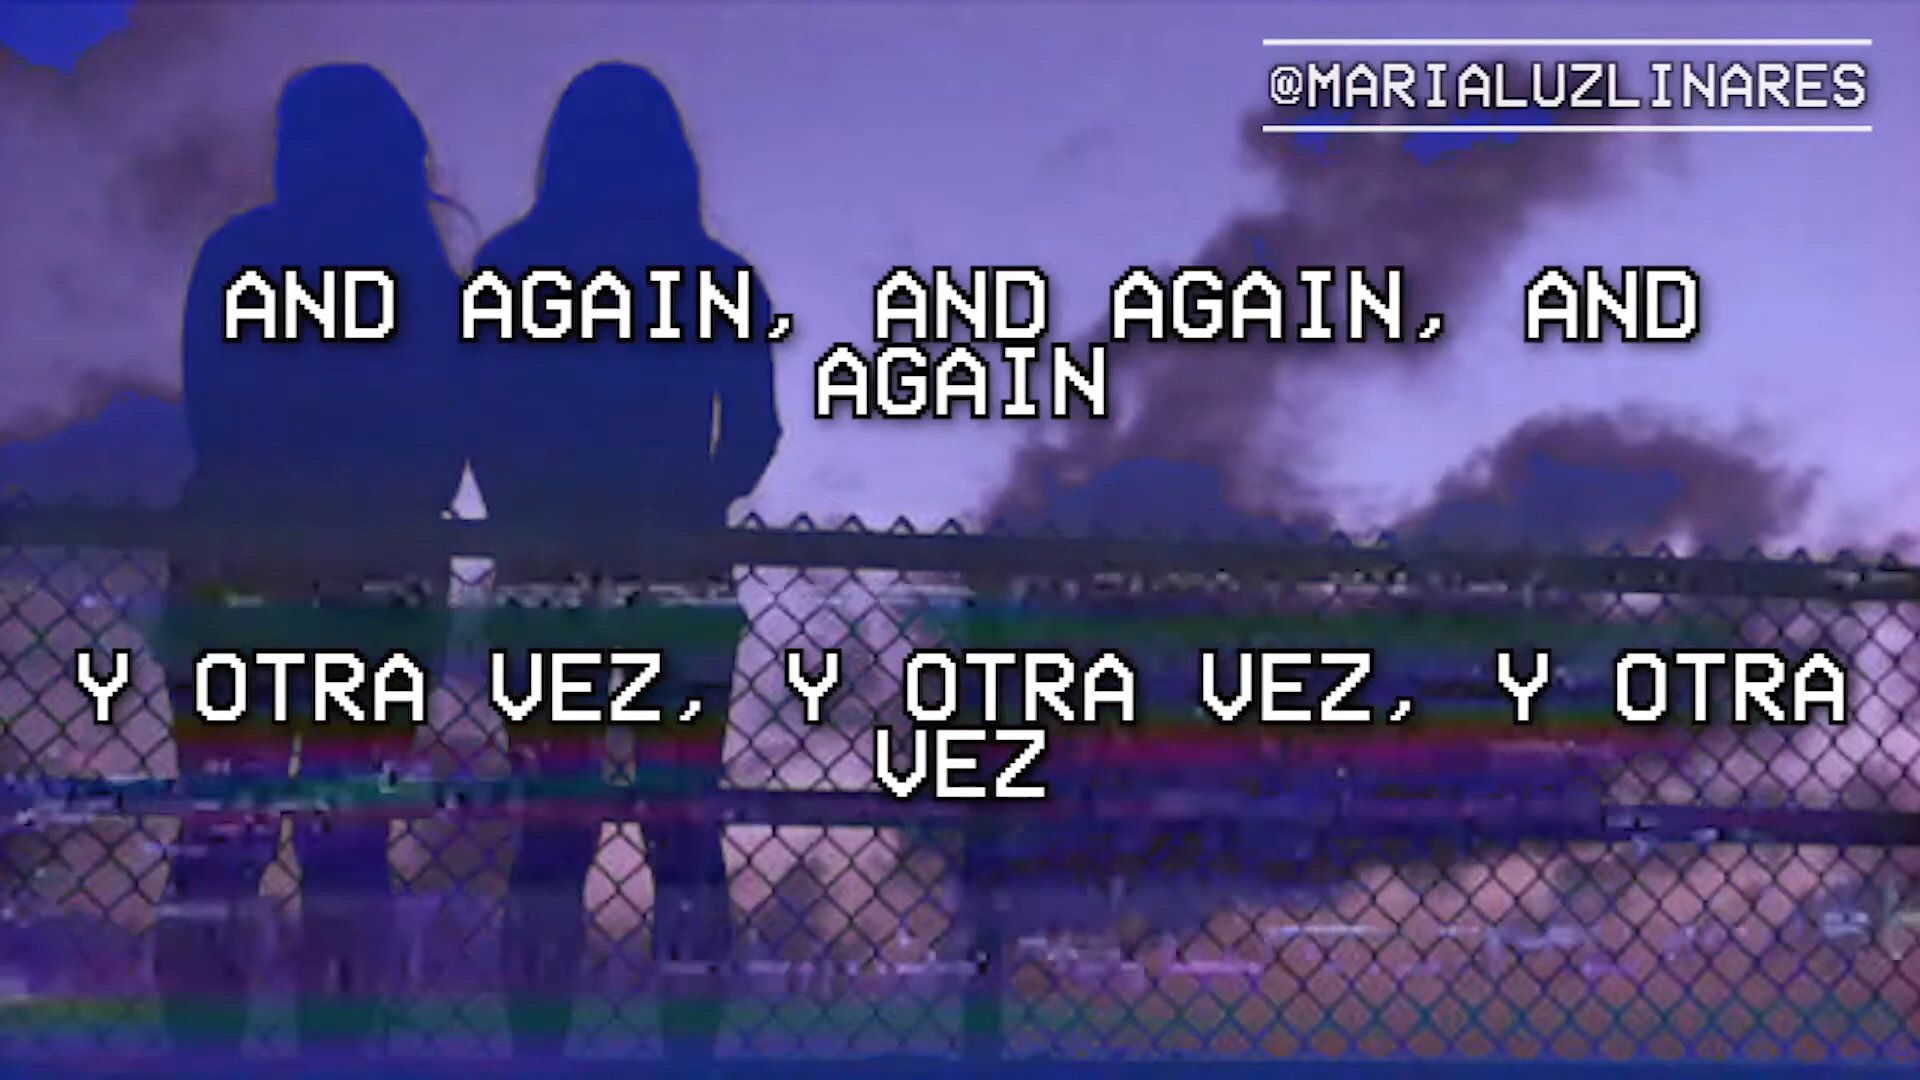 @MARIALUZLINARES
AND AGAIN, AND AGAIN, AND
AGAIN
Y OTRA VEZ, Y OTRA VEZ, Y OTRA
VEZ